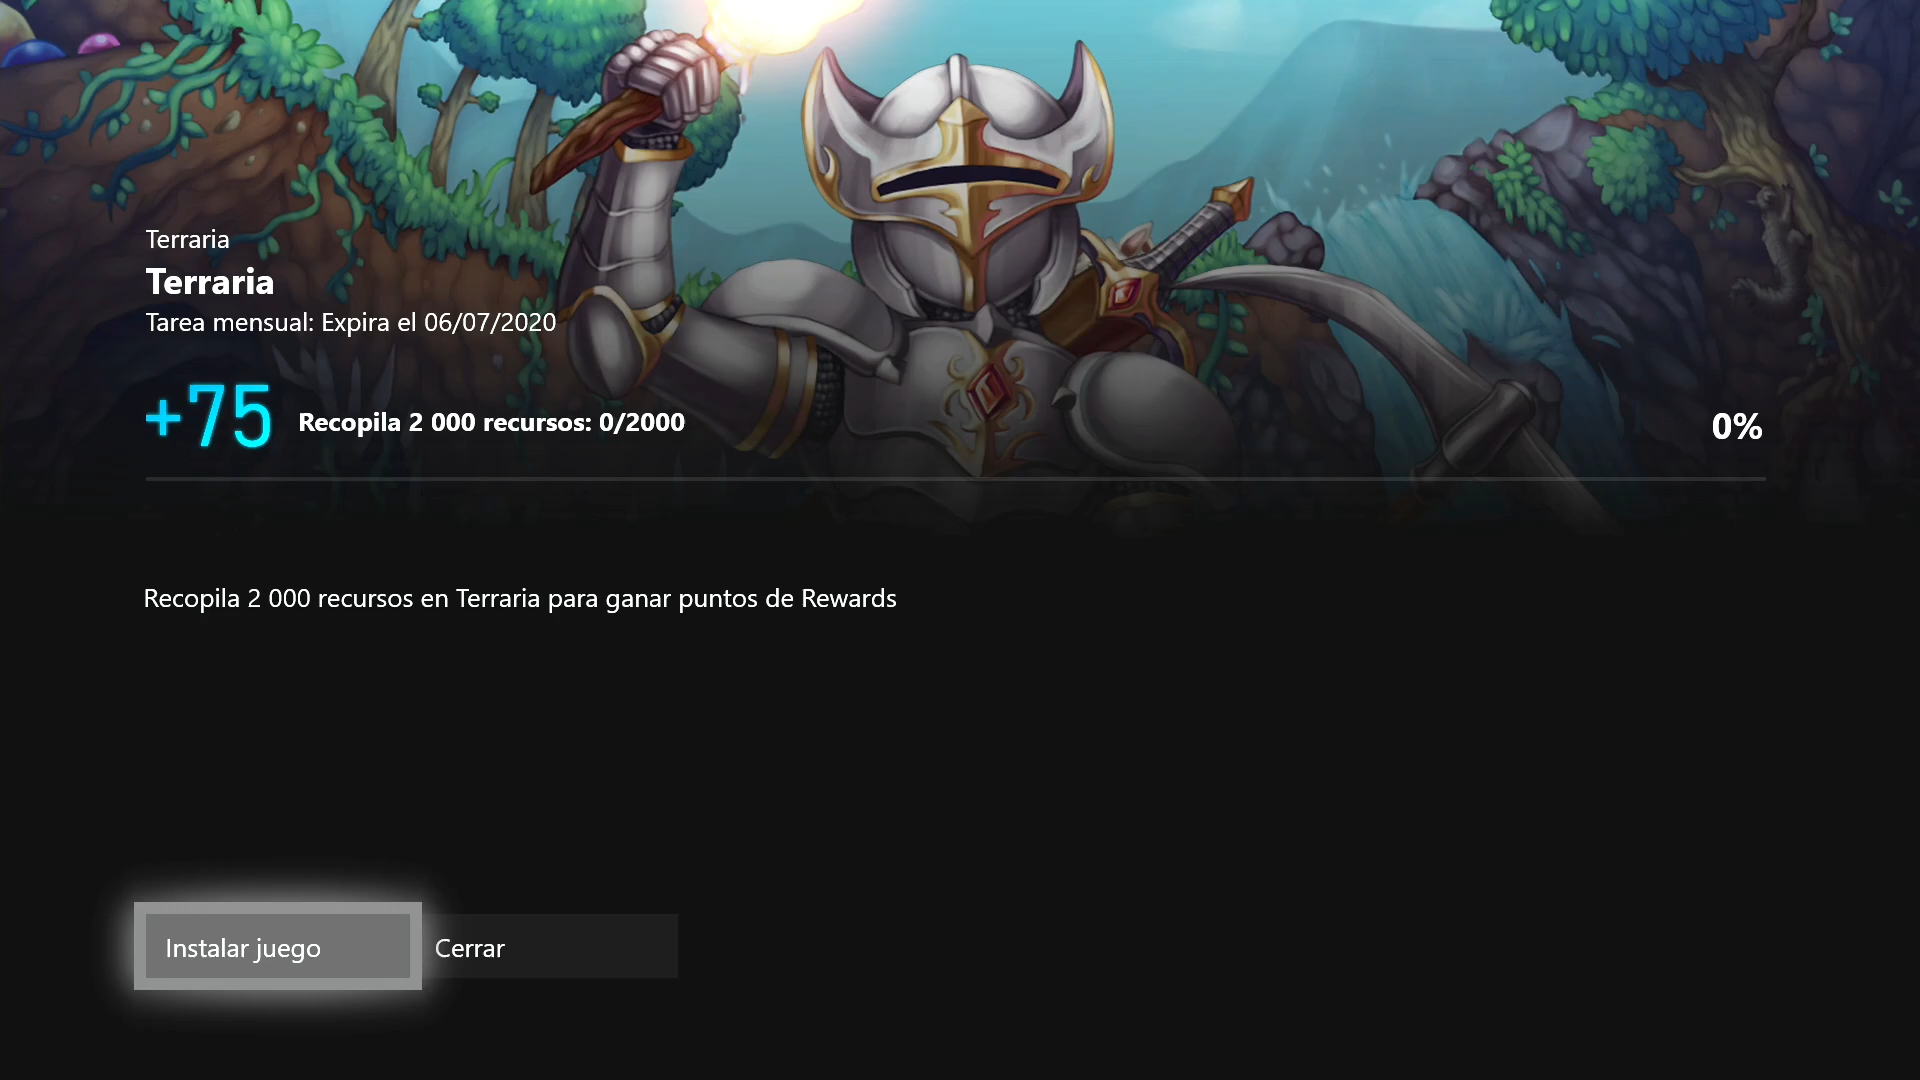 Terraria
Terraria
Tarea mensual: Expira el 06/07/2020
+75
Recopila 2 000 recursos: 0/2000
0%
Recopila 2 000 recursos en Terraria para ganar puntos de Rewards
Instalar juego
Cerrar